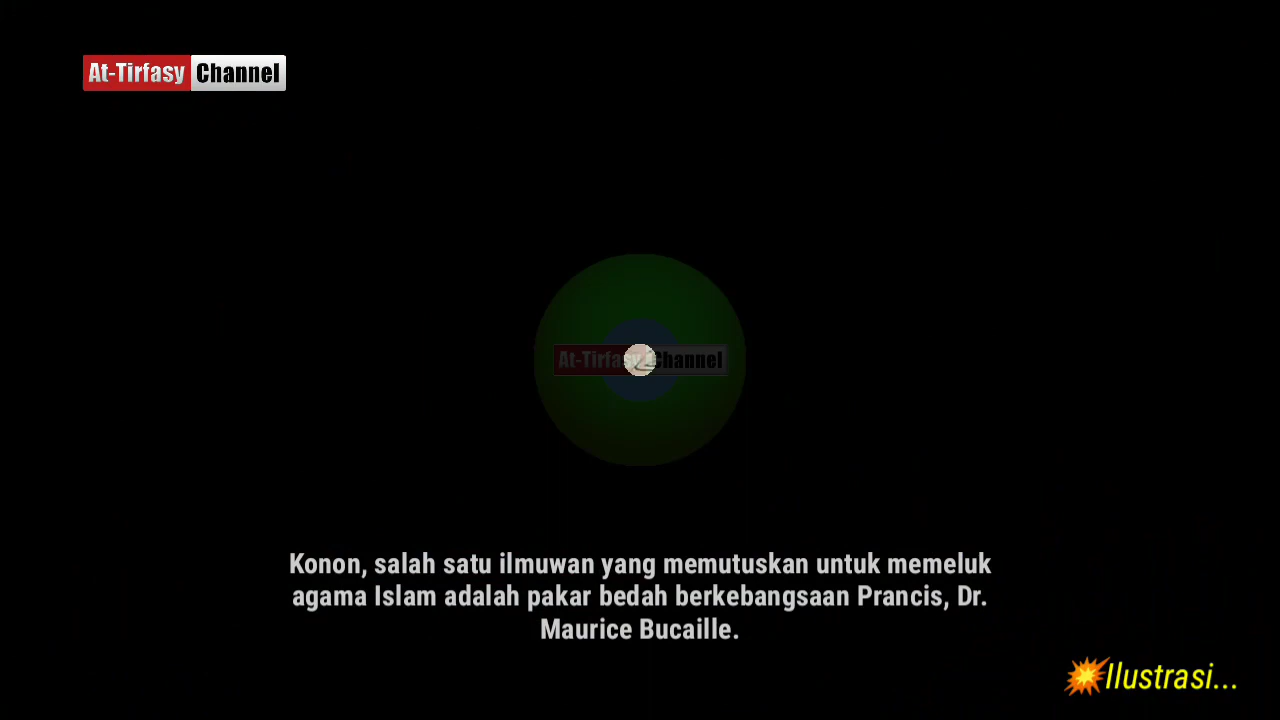 At-Tirfasy Channel
At-Tirfasy Channel
Konon, salah satu ilmuwan yang memutuskan untuk memeluk
agama Islam adalah pakar bedah berkebangsaan Prancis, Dr.
Maurice Bucaille.
Ilustrasi...